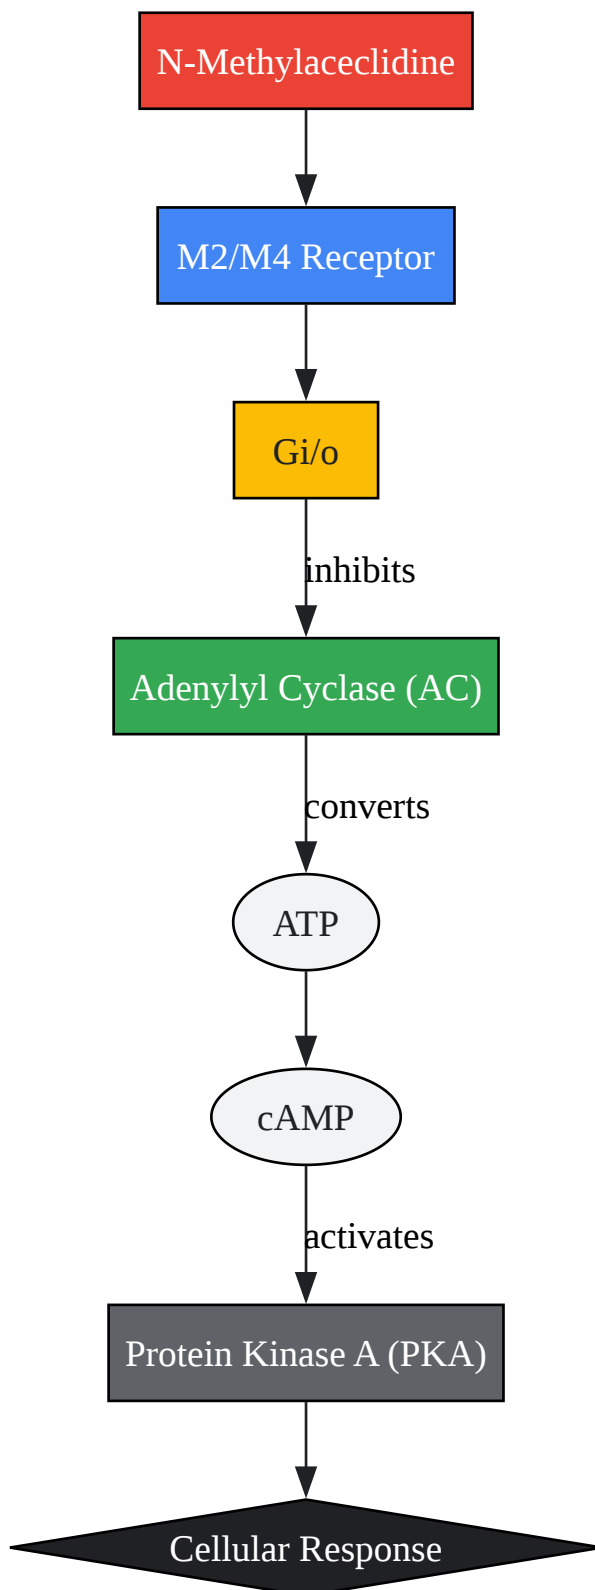 N-Methylaceclidine
M2/M4 Receptor
Gi/o
inhibits
Adenylyl Cyclase (AC)
converts
ATP
cAMP
activates
Protein Kinase A (PKA)
Cellular Response